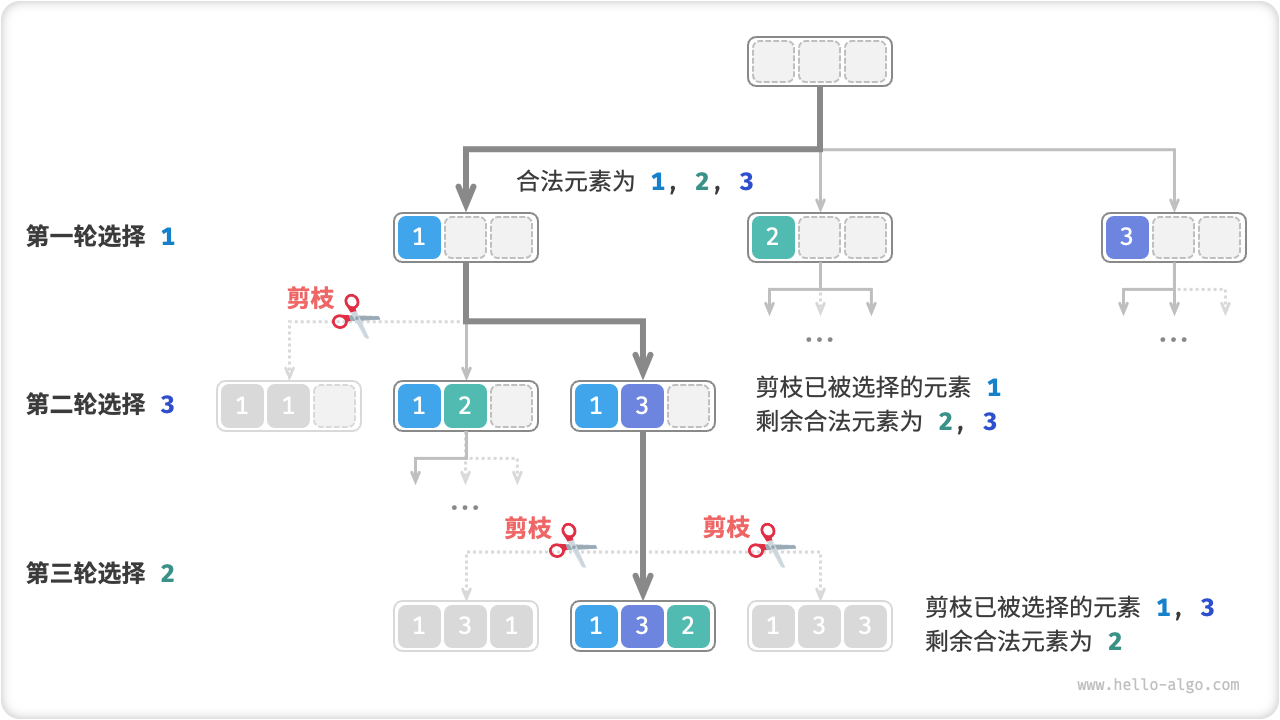 合法元素为 1, 2, 3
第一轮选择 1
1
2
3
剪枝
...
...
第二轮选择 3
1 1
1 2
1 3
剪枝已被选择的元素 1
剩余合法元素为 2, 3
...
剪枝
剪枝
第三轮选择 2
1 3 1
1 3 2
1 3 3
剪枝已被选择的元素 1, 3
剩余合法元素为 2
www.hello-algo.com